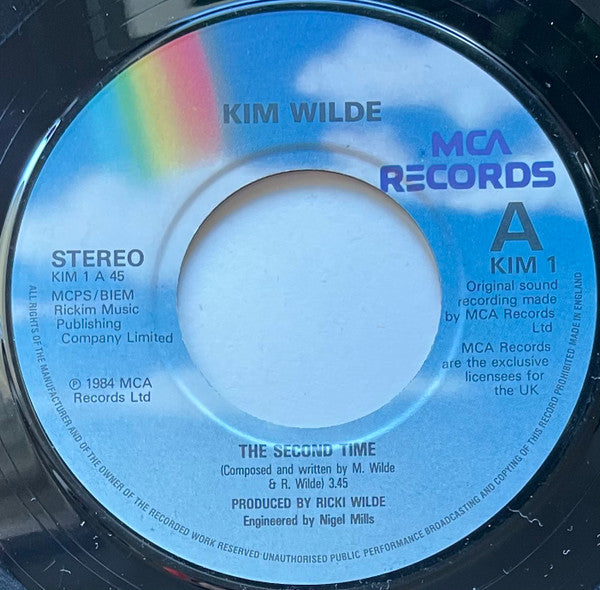 KIM WILDE
MCA
RECORDS
A
KIM 1
STEREO
KIM 1 A 45
MCPS/BIEM
Rickim Music
Publishing
Company Limited
℗ 1984 MCA
Records Ltd
Original sound
recording made
by MCA Records
Ltd
MCA Records
are the exclusive
licensees for
the UK
THE SECOND TIME
(Composed and written by M. Wilde
& R. Wilde) 3.45
PRODUCED BY RICKI WILDE
Engineered by Nigel Mills
ALL RIGHTS OF THE MANUFACTURER AND OF THE OWNER OF THE RECORDED WORK RESERVED·UNAUTHORISED PUBLIC PERFORMANCE BROADCASTING AND COPYING OF THIS RECORD PROHIBITED MADE IN ENGLAND